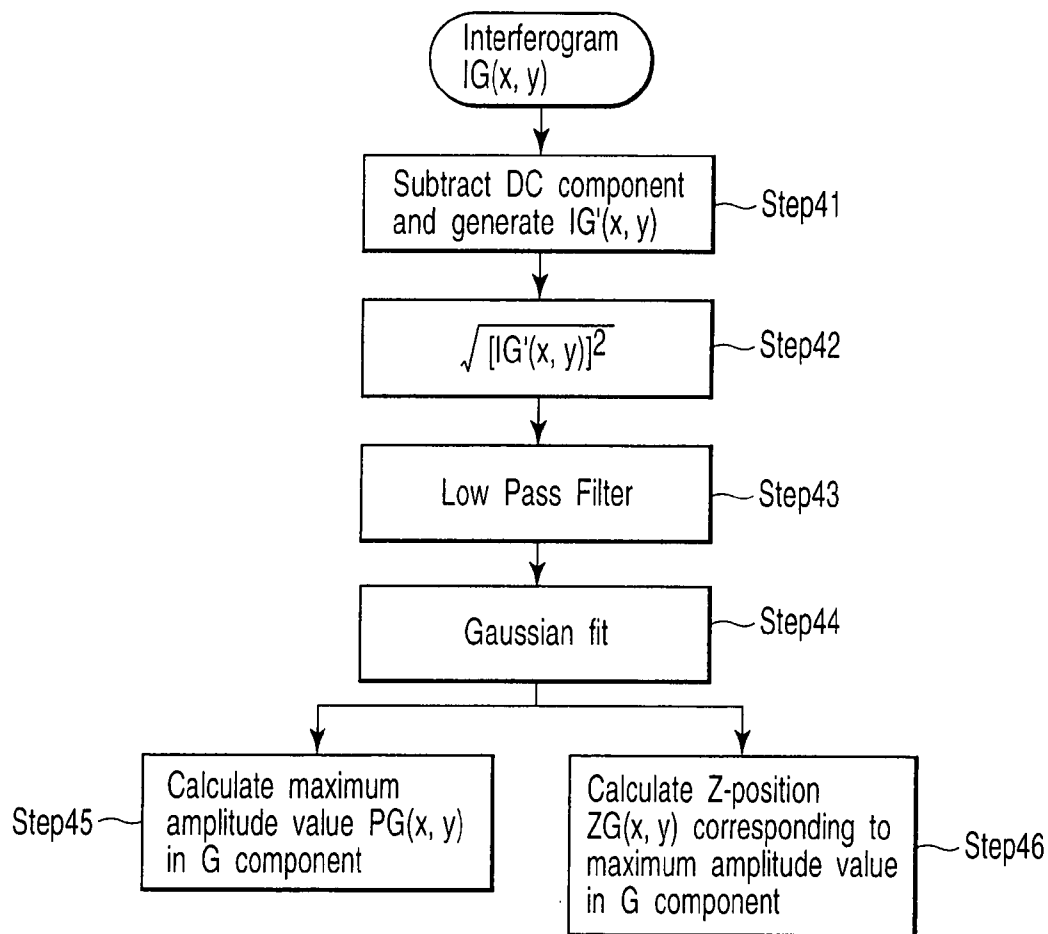 Interferogram
IG(x, y)
Subtract DC component
and generate IG'(x, y)
Step41
√[IG'(x, y)]²
Step42
Low Pass Filter
Step43
Gaussian fit
Step44
Calculate maximum
amplitude value PG(x, y)
in G component
Step45
Calculate Z-position
ZG(x, y) corresponding to
maximum amplitude value
in G component
Step46